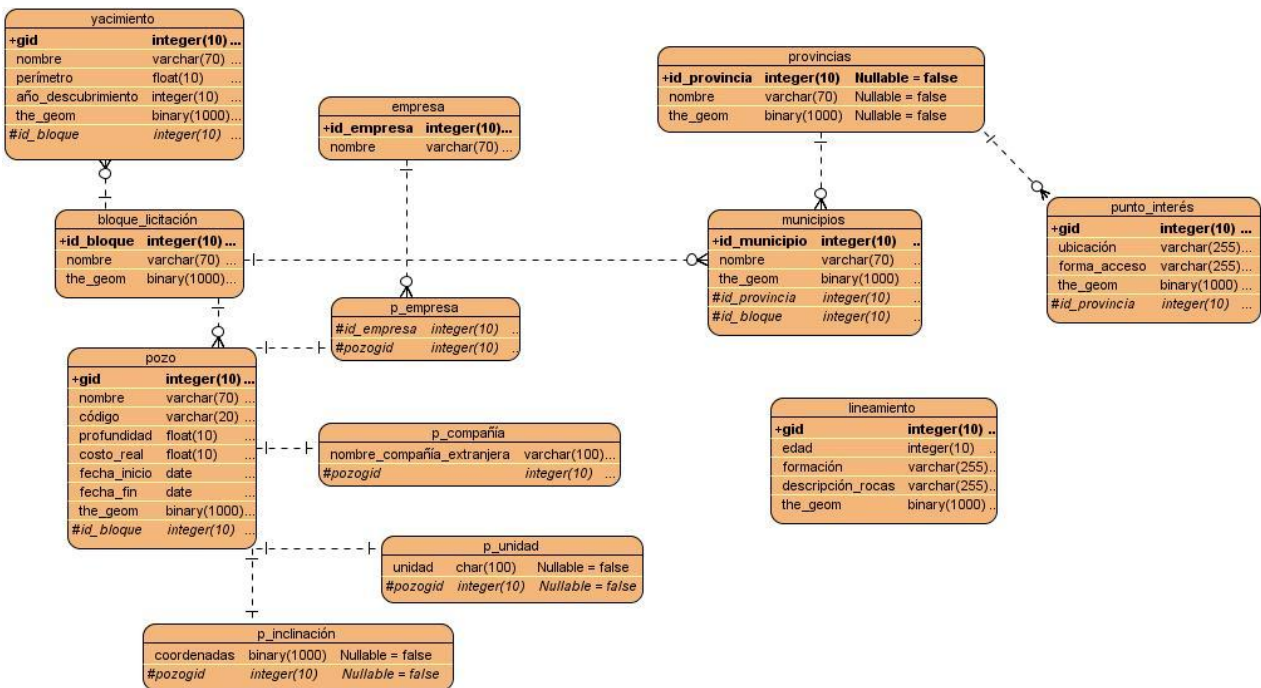 yacimiento
+gid integer(10) ...
nombre varchar(70) ...
perímetro float(10) ...
año_descubrimiento integer(10) ...
the_geom binary(1000)...
#id_bloque integer(10) ...
empresa
+id_empresa integer(10)...
nombre varchar(70) ...
provincias
+id_provincia integer(10) Nullable = false
nombre varchar(70) Nullable = false
the_geom binary(1000) Nullable = false
bloque_licitación
+id_bloque integer(10) ...
nombre varchar(70) ...
the_geom binary(1000)...
municipios
+id_municipio integer(10) ..
nombre varchar(70) ..
the_geom binary(1000) ..
#id_provincia integer(10) ..
#id_bloque integer(10) ..
punto_interés
+gid integer(10) ...
ubicación varchar(255)...
forma_acceso varchar(255)...
the_geom binary(1000) ...
#id_provincia integer(10) ...
p_empresa
#id_empresa integer(10) ..
#pozogid integer(10) ..
pozo
+gid integer(10) ...
nombre varchar(70) ...
código varchar(20) ...
profundidad float(10) ...
costo_real float(10) ...
fecha_inicio date ...
fecha_fin date ...
the_geom binary(1000)...
#id_bloque integer(10) ...
p_compañía
nombre_compañía_extranjera varchar(100)...
#pozogid integer(10) ...
lineamiento
+gid integer(10) ..
edad integer(10) ..
formación varchar(255)..
descripción_rocas varchar(255)..
the_geom binary(1000) ..
p_unidad
unidad char(100) Nullable = false
#pozogid integer(10) Nullable = false
p_inclinación
coordenadas binary(1000) Nullable = false
#pozogid integer(10) Nullable = false